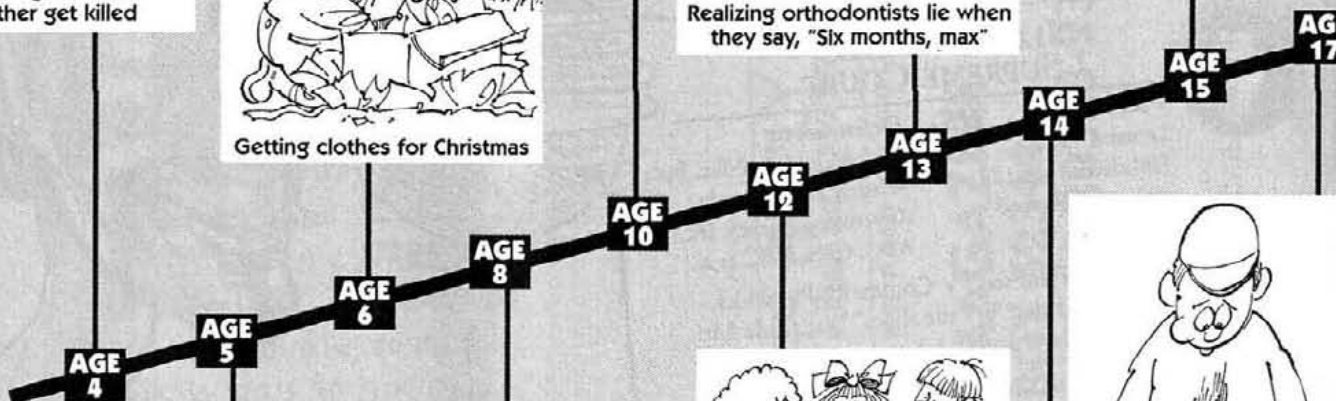 ther get killed
Getting clothes for Christmas
Realizing orthodontists lie when
they say, "Six months, max"
AGE
4
AGE
5
AGE
6
AGE
8
AGE
10
AGE
12
AGE
13
AGE
14
AGE
15
AG
17